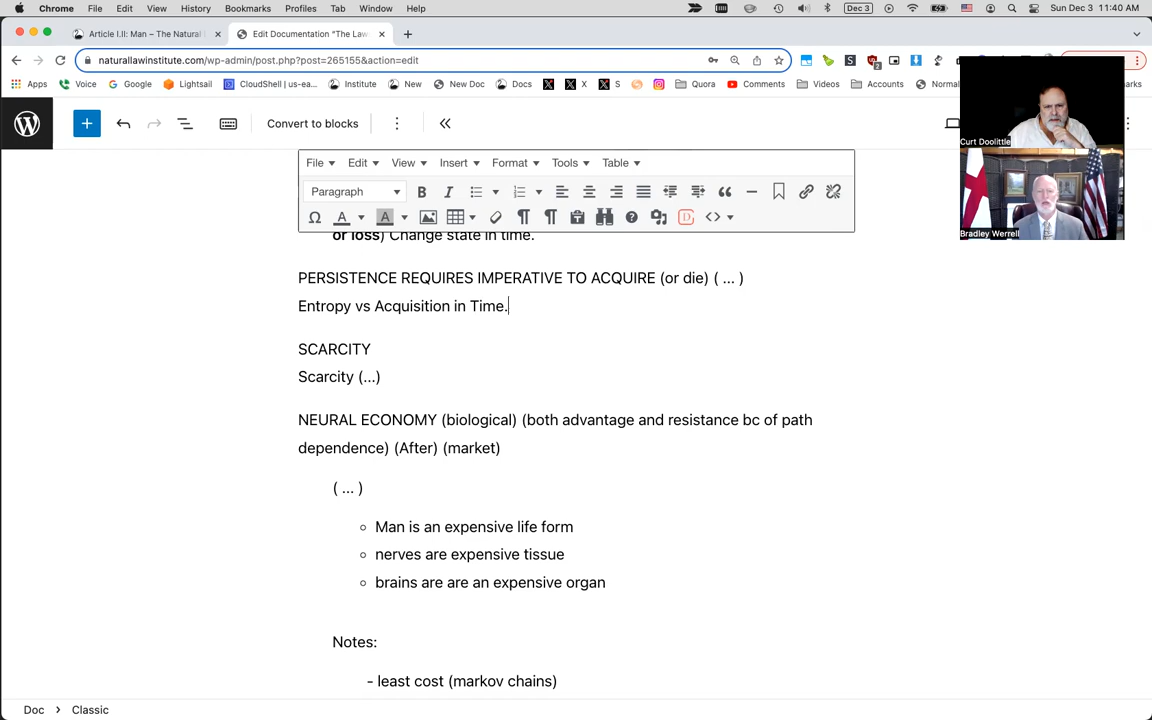 Chrome File Edit View History Bookmarks Profiles Tab Window Help Dec 3 Sun Dec 3 11:40 AM
Article I.II: Man – The Natural Edit Documentation "The Law
naturallawinstitute.com/wp-admin/post.php?post=265155&action=edit
Apps Voice Google Lightsail CloudShell | us-ea... Institute New New Doc Docs X S Quora Comments Videos Accounts Normal marks
Convert to blocks
Curt Doolittle
Bradley Werrell
File Edit View Insert Format Tools Table
Paragraph B I
A A
or loss) Change state in time.
PERSISTENCE REQUIRES IMPERATIVE TO ACQUIRE (or die) ( ... )
Entropy vs Acquisition in Time.
SCARCITY
Scarcity (...)
NEURAL ECONOMY (biological) (both advantage and resistance bc of path
dependence) (After) (market)
( ... )
Man is an expensive life form
nerves are expensive tissue
brains are are an expensive organ
Notes:
- least cost (markov chains)
Doc Classic